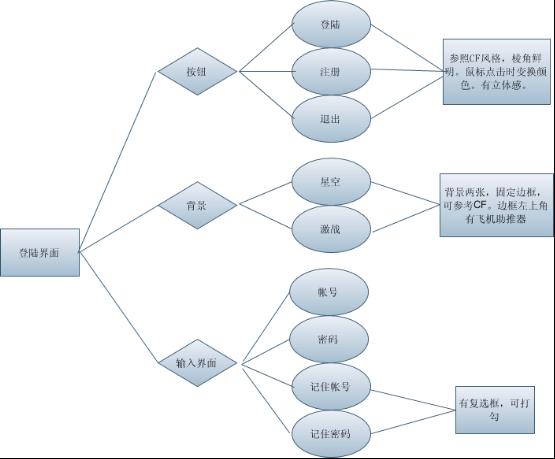 登陆
按钮
注册
退出
参照CF风格，棱角鲜
明。鼠标点击时变换颜
色。有立体感。
星空
背景
激战
背景两张，固定边框，
可参考CF。边框左上角
有飞机助推器
登陆界面
帐号
密码
输入界面
记住帐号
记住密码
有复选框，可打
勾